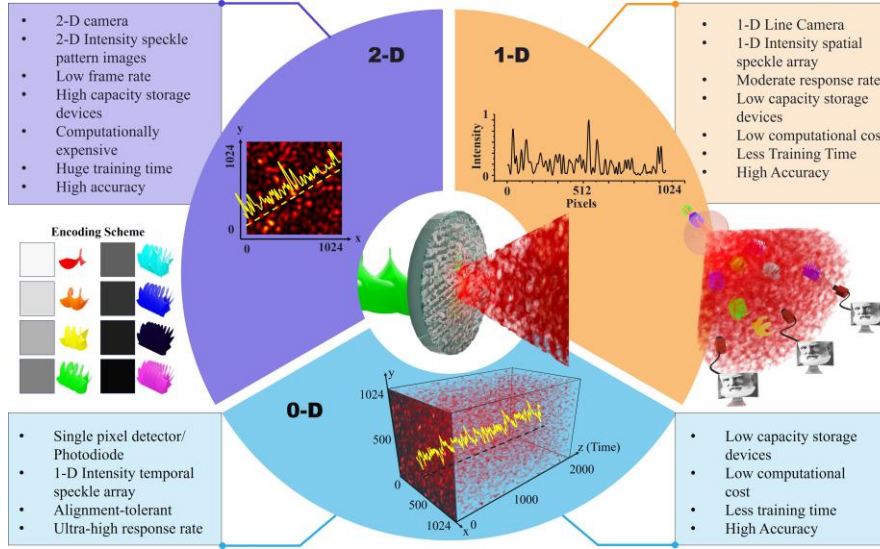 • 2-D camera
• 2-D Intensity speckle
pattern images
• Low frame rate
• High capacity storage
devices
• Computationally
expensive
• Huge training time
• High accuracy
2-D
y
1024
0
0
1024
x
1-D
Intensity
1
0
0
512
1024
Pixels
• 1-D Line Camera
• 1-D Intensity spatial
speckle array
• Moderate response rate
• Low capacity storage
devices
• Low computational cost
• Less Training Time
• High Accuracy
Encoding Scheme
0-D
y
1024
500
0
500
1024
x
0
1000
2000
z (Time)
• Single pixel detector/
Photodiode
• 1-D Intensity temporal
speckle array
• Alignment-tolerant
• Ultra-high response rate
• Low capacity storage
devices
• Low computational
cost
• Less training time
• High Accuracy